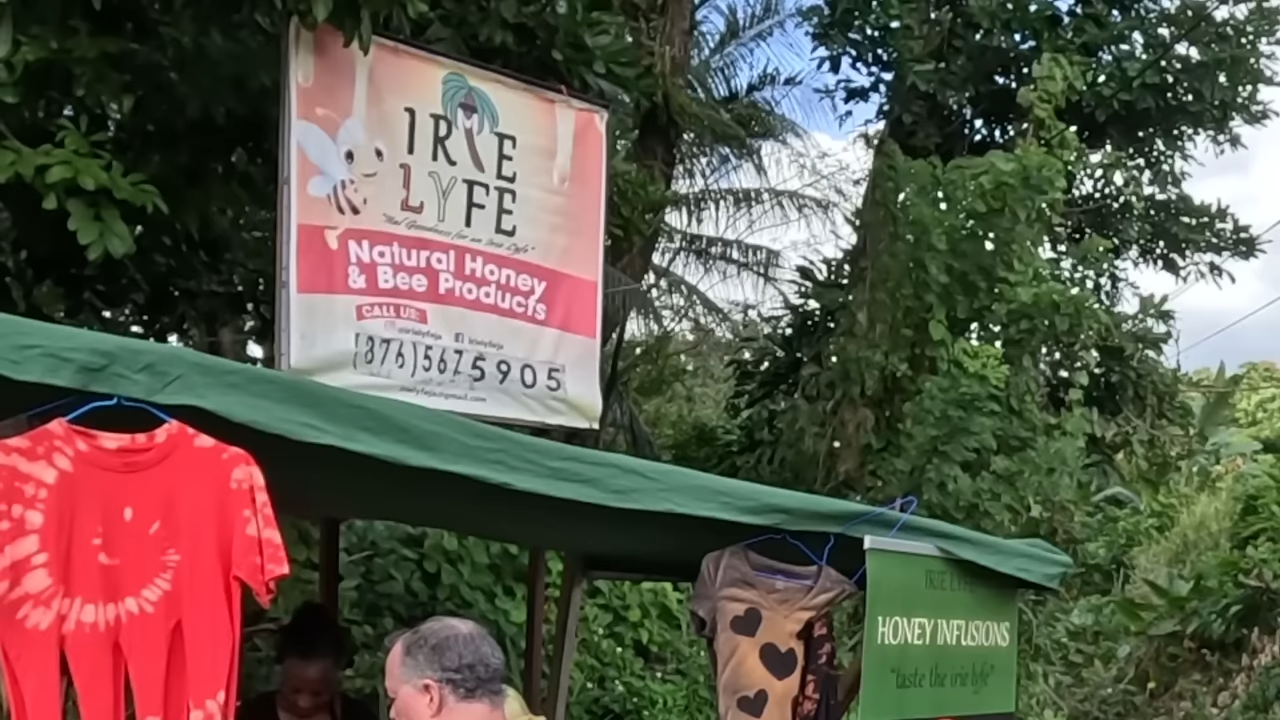 IRIE
LYFE
Natural Honey
& Bee Products
CALL US:
(876)5675905
IRIE LYFE
HONEY INFUSIONS
"taste the irie lyfe"